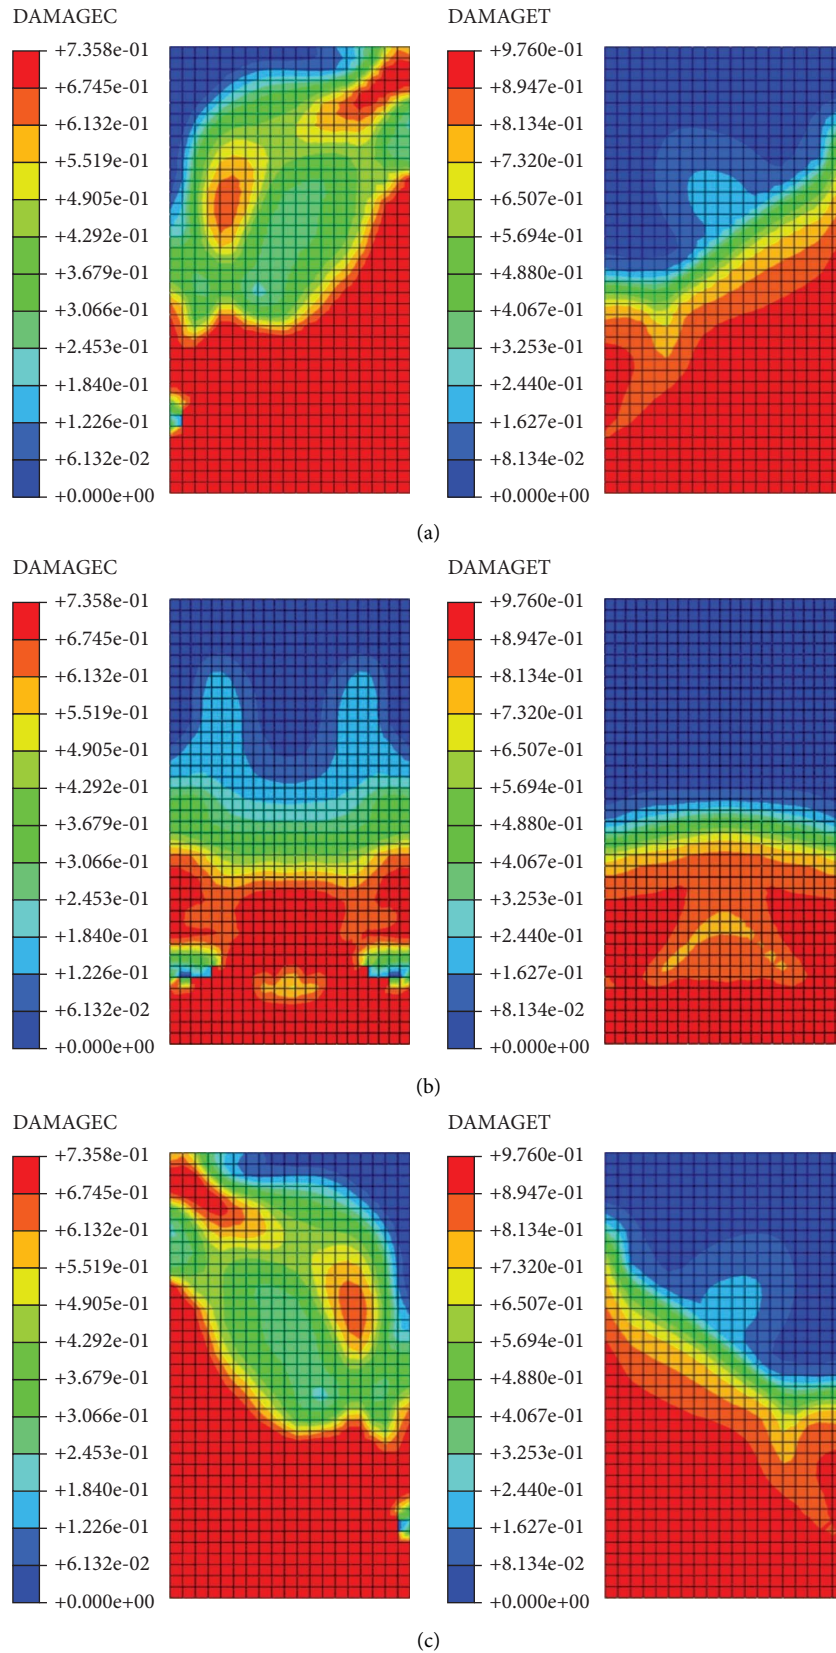 DAMAGEC
+7.358e-01
+6.745e-01
+6.132e-01
+5.519e-01
+4.905e-01
+4.292e-01
+3.679e-01
+3.066e-01
+2.453e-01
+1.840e-01
+1.226e-01
+6.132e-02
+0.000e+00
DAMAGET
+9.760e-01
+8.947e-01
+8.134e-01
+7.320e-01
+6.507e-01
+5.694e-01
+4.880e-01
+4.067e-01
+3.253e-01
+2.440e-01
+1.627e-01
+8.134e-02
+0.000e+00
(a)
DAMAGEC
+7.358e-01
+6.745e-01
+6.132e-01
+5.519e-01
+4.905e-01
+4.292e-01
+3.679e-01
+3.066e-01
+2.453e-01
+1.840e-01
+1.226e-01
+6.132e-02
+0.000e+00
DAMAGET
+9.760e-01
+8.947e-01
+8.134e-01
+7.320e-01
+6.507e-01
+5.694e-01
+4.880e-01
+4.067e-01
+3.253e-01
+2.440e-01
+1.627e-01
+8.134e-02
+0.000e+00
(b)
DAMAGEC
+7.358e-01
+6.745e-01
+6.132e-01
+5.519e-01
+4.905e-01
+4.292e-01
+3.679e-01
+3.066e-01
+2.453e-01
+1.840e-01
+1.226e-01
+6.132e-02
+0.000e+00
DAMAGET
+9.760e-01
+8.947e-01
+8.134e-01
+7.320e-01
+6.507e-01
+5.694e-01
+4.880e-01
+4.067e-01
+3.253e-01
+2.440e-01
+1.627e-01
+8.134e-02
+0.000e+00
(c)